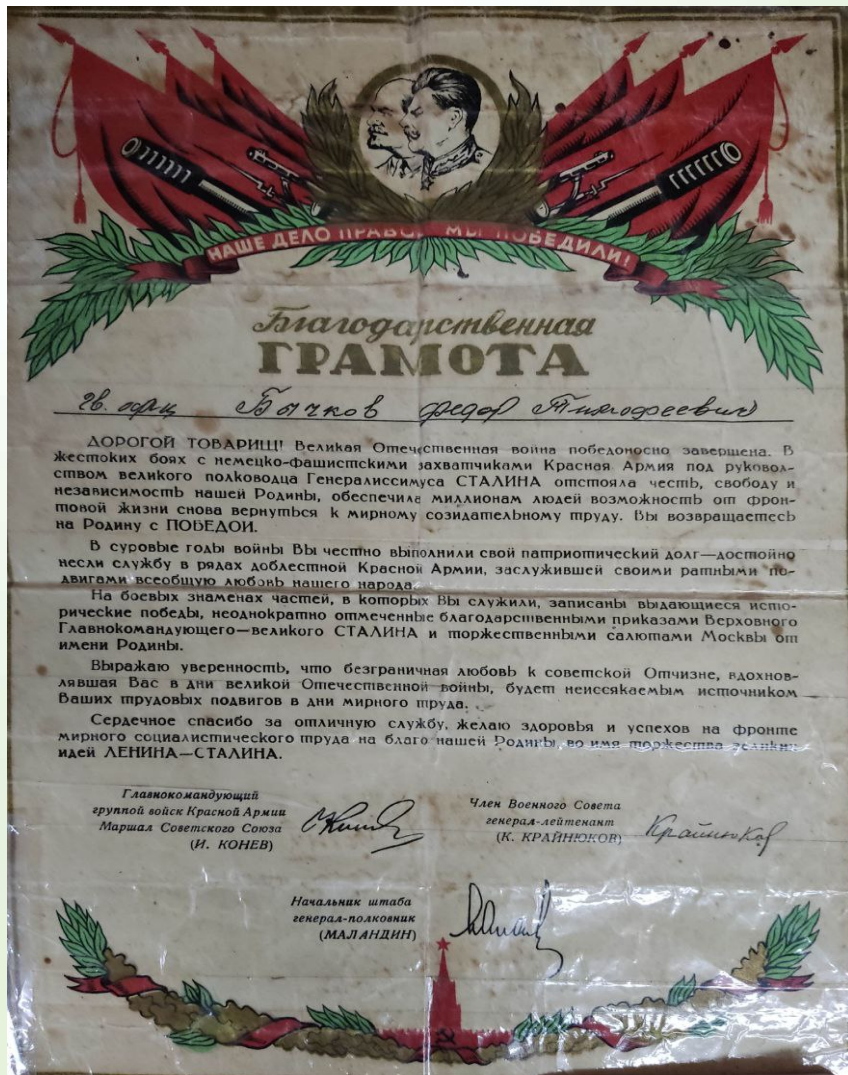 НАШЕ ДЕЛО ПРАВОЕ МЫ ПОБЕДИЛИ!
Благодарственная
ГРАМОТА
гв. Бычков Федор Тимофеевич
ДОРОГОЙ ТОВАРИЩ! Великая Отечественная война победоносно завершена. В
жестоких боях с немецко-фашистскими захватчиками Красная Армия под руковод-
ством великого полководца Генералиссимуса СТАЛИНА отстояла честь, свободу и
независимость нашей Родины, обеспечила миллионам людей возможность от фрон-
товой жизни снова вернуться к мирному созидательному труду. Вы возвращаетесь
на Родину с ПОБЕДОЙ.
В суровые годы войны Вы честно выполнили свой патриотический долг—достойно
несли службу в рядах доблестной Красной Армии, заслужившей своими ратными по-
двигами всеобщую любовь нашего народа.
На боевых знаменах частей, в которых Вы служили, записаны выдающиеся исто-
рические победы, неоднократно отмеченные благодарственными приказами Верховного
Главнокомандующего—великого СТАЛИНА и торжественными салютами Москвы от
имени Родины.
Выражаю уверенность, что безграничная любовь к советской Отчизне, вдохнов-
лявшая Вас в дни великой Отечественной войны, будет неиссякаемым источником
Ваших трудовых подвигов в дни мирного труда.
Сердечное спасибо за отличную службу, желаю здоровья и успехов на фронте
мирного социалистического труда на благо нашей Родины, во имя торжества великих
идей ЛЕНИНА—СТАЛИНА.
Главнокомандующий
группой войск Красной Армии
Маршал Советского Союза
(И. КОНЕВ)
Член Военного Совета
генерал-лейтенант
(К. КРАЙНЮКОВ)
Крайнюков
Начальник штаба
генерал-полковник
(МАЛАНДИН)